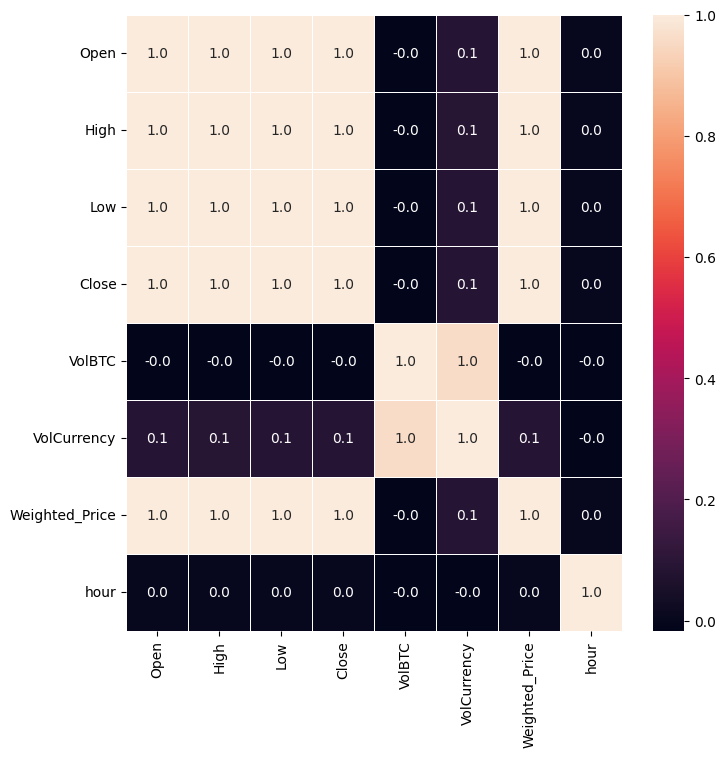 Open 1.0 1.0 1.0 1.0 -0.0 0.1 1.0 0.0
High 1.0 1.0 1.0 1.0 -0.0 0.1 1.0 0.0
Low 1.0 1.0 1.0 1.0 -0.0 0.1 1.0 0.0
Close 1.0 1.0 1.0 1.0 -0.0 0.1 1.0 0.0
VolBTC -0.0 -0.0 -0.0 -0.0 1.0 1.0 -0.0 -0.0
VolCurrency 0.1 0.1 0.1 0.1 1.0 1.0 0.1 -0.0
Weighted_Price 1.0 1.0 1.0 1.0 -0.0 0.1 1.0 0.0
hour 0.0 0.0 0.0 0.0 -0.0 -0.0 0.0 1.0
Open High Low Close VolBTC VolCurrency Weighted_Price hour
1.0
0.8
0.6
0.4
0.2
0.0